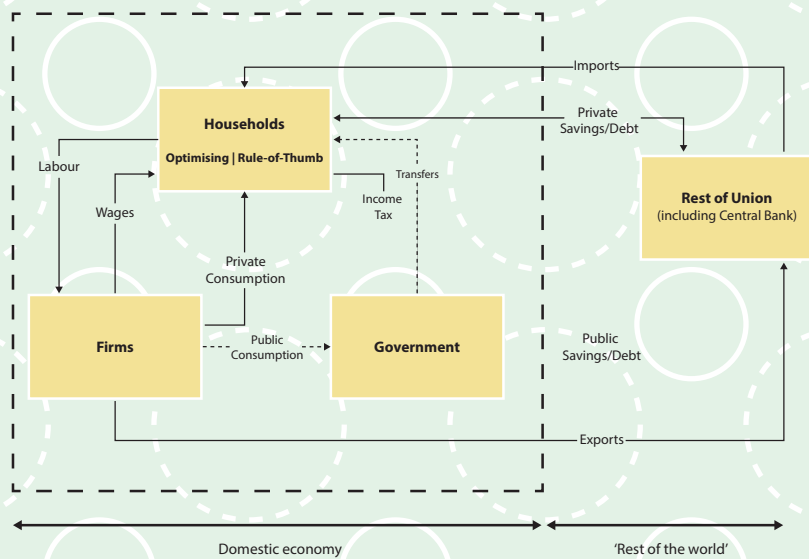 Imports
Private
Savings/Debt
Households
Optimising | Rule-of-Thumb
Labour
Transfers
Income
Tax
Wages
Rest of Union
(including Central Bank)
Private
Consumption
Firms
Public
Consumption
Government
Public
Savings/Debt
Exports
Domestic economy
'Rest of the world'